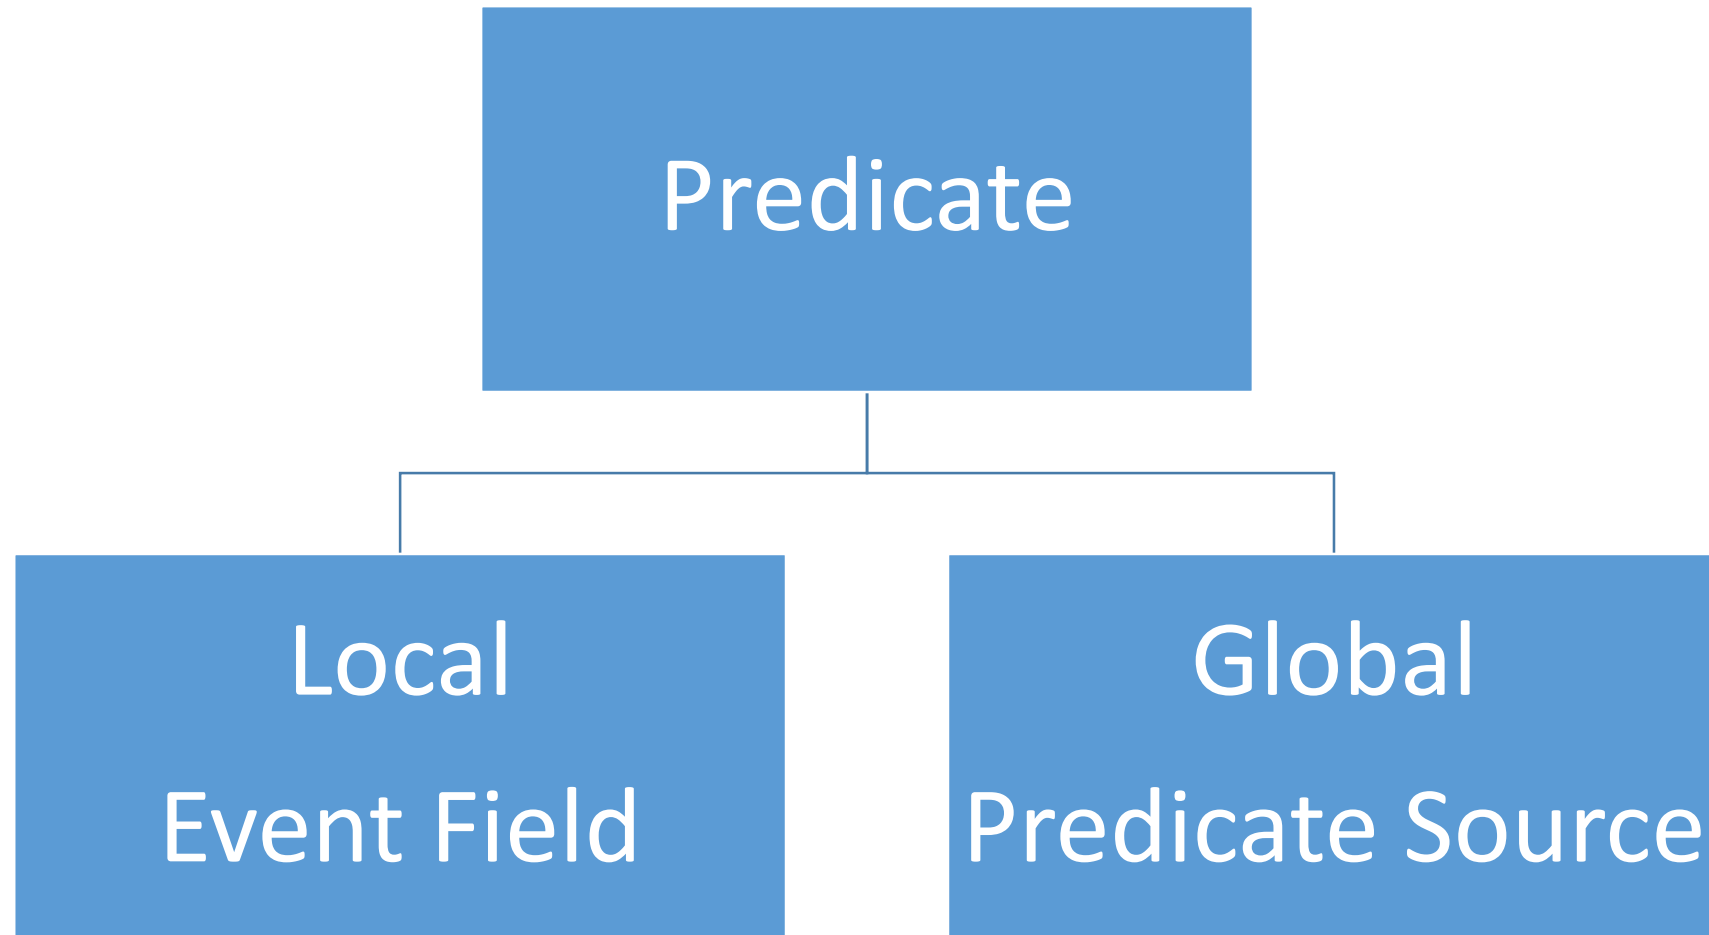 Predicate
Local
Event Field
Global
Predicate Source